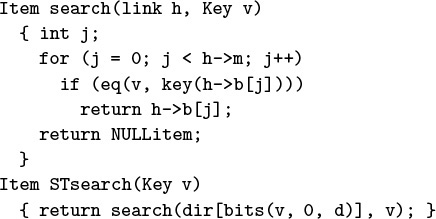 Item search(link h, Key v)
  { int j;
    for (j = 0; j < h->m; j++)
      if (eq(v, key(h->b[j])))
        return h->b[j];
    return NULLitem;
  }
Item STsearch(Key v)
  { return search(dir[bits(v, 0, d)], v); }